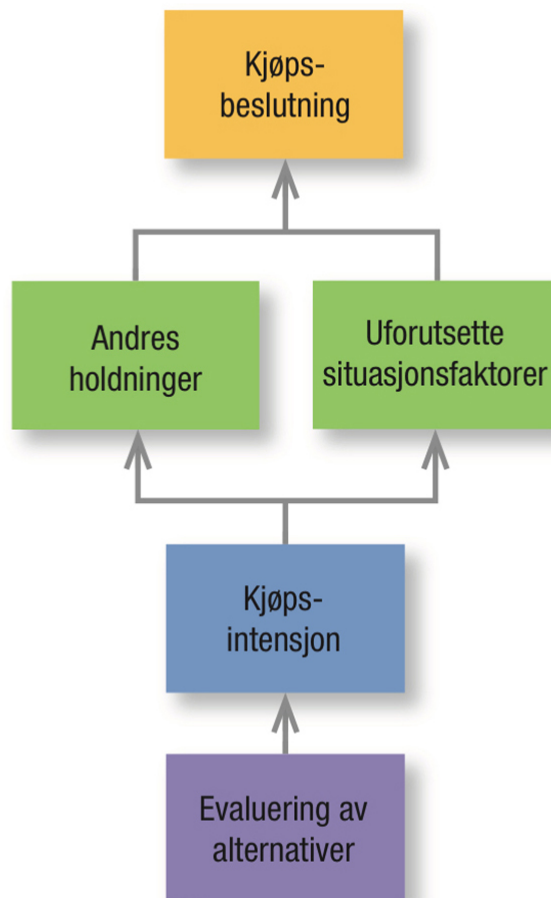 Kjøps-
beslutning
Andres
holdninger
Uforutsette
situasjonsfaktorer
Kjøps-
intensjon
Evaluering av
alternativer